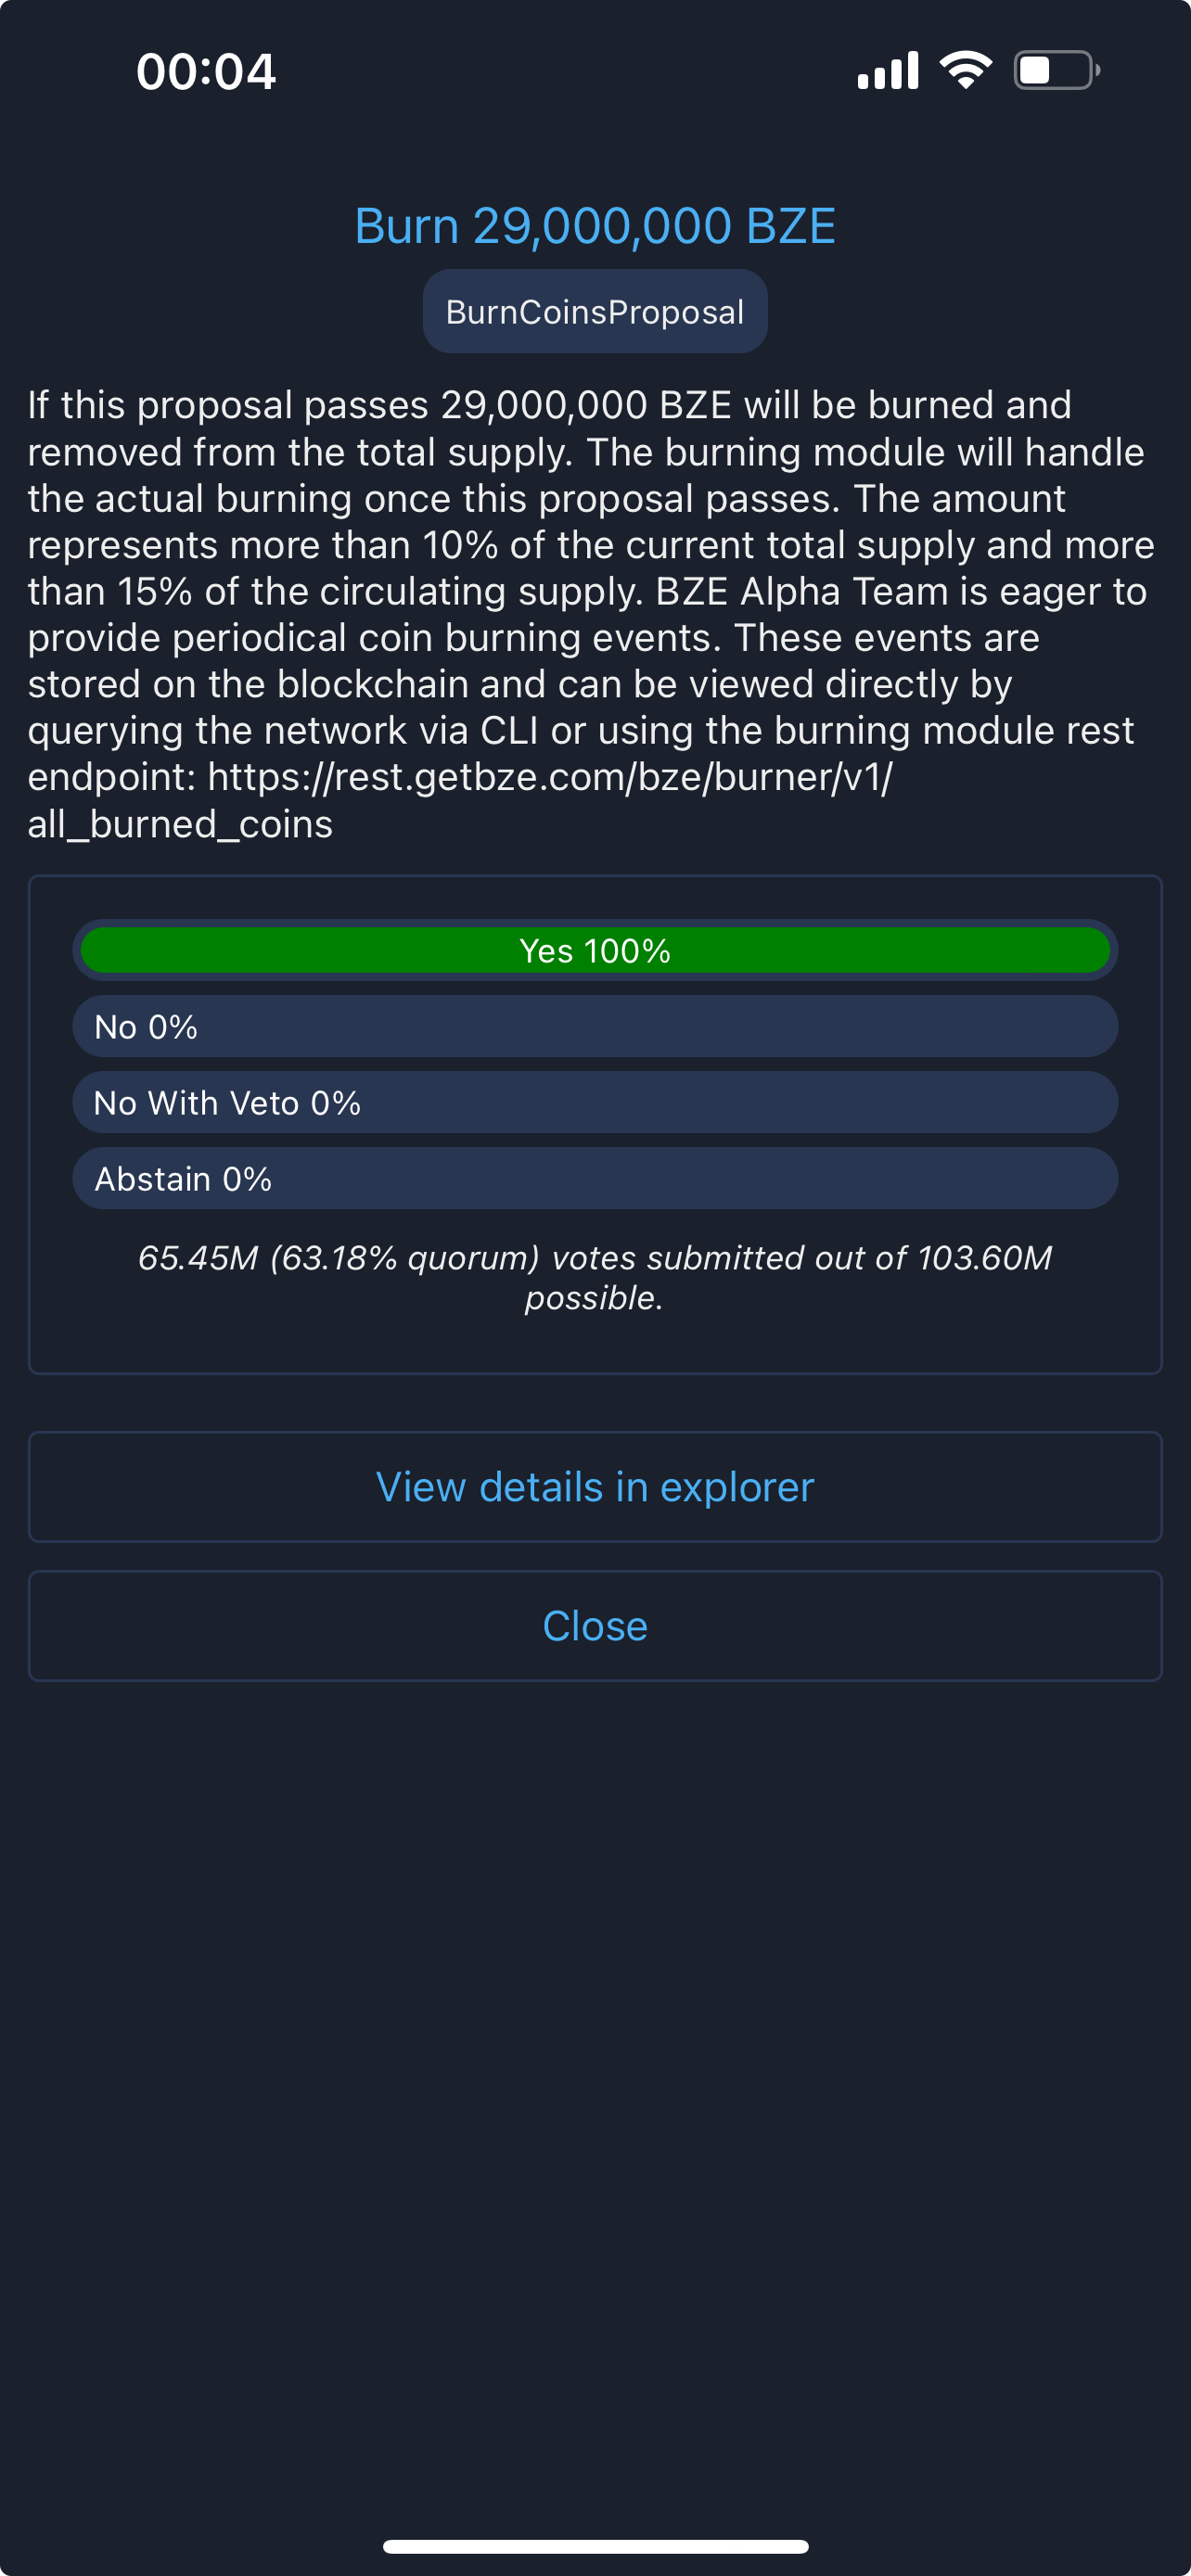 00:04
Burn 29,000,000 BZE
BurnCoinsProposal
If this proposal passes 29,000,000 BZE will be burned and
removed from the total supply. The burning module will handle
the actual burning once this proposal passes. The amount
represents more than 10% of the current total supply and more
than 15% of the circulating supply. BZE Alpha Team is eager to
provide periodical coin burning events. These events are
stored on the blockchain and can be viewed directly by
querying the network via CLI or using the burning module rest
endpoint: https://rest.getbze.com/bze/burner/v1/
all_burned_coins
Yes 100%
No 0%
No With Veto 0%
Abstain 0%
65.45M (63.18% quorum) votes submitted out of 103.60M
possible.
View details in explorer
Close